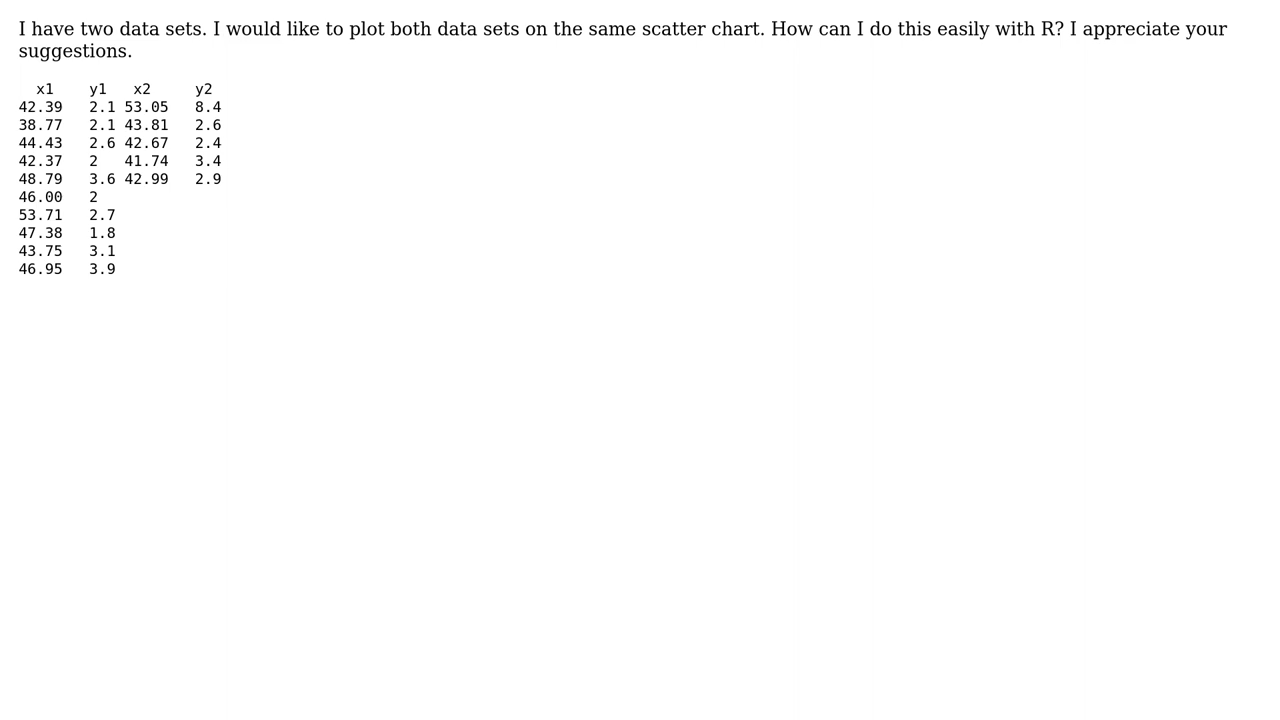 I have two data sets. I would like to plot both data sets on the same scatter chart. How can I do this easily with R? I appreciate your
suggestions.
x1 y1 x2 y2
42.39 2.1 53.05 8.4
38.77 2.1 43.81 2.6
44.43 2.6 42.67 2.4
42.37 2 41.74 3.4
48.79 3.6 42.99 2.9
46.00 2
53.71 2.7
47.38 1.8
43.75 3.1
46.95 3.9